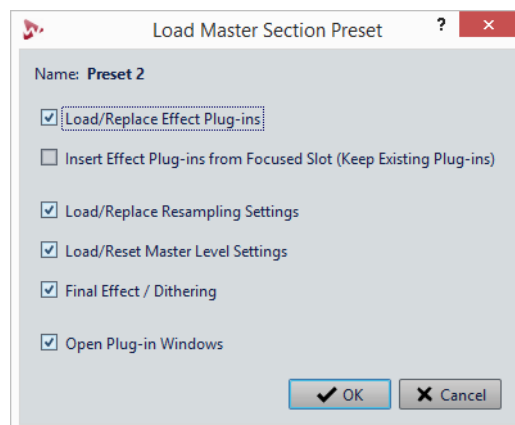 Load Master Section Preset ?
Name: Preset 2
Load/Replace Effect Plug-ins
Insert Effect Plug-ins from Focused Slot (Keep Existing Plug-ins)
Load/Replace Resampling Settings
Load/Reset Master Level Settings
Final Effect / Dithering
Open Plug-in Windows
OK Cancel